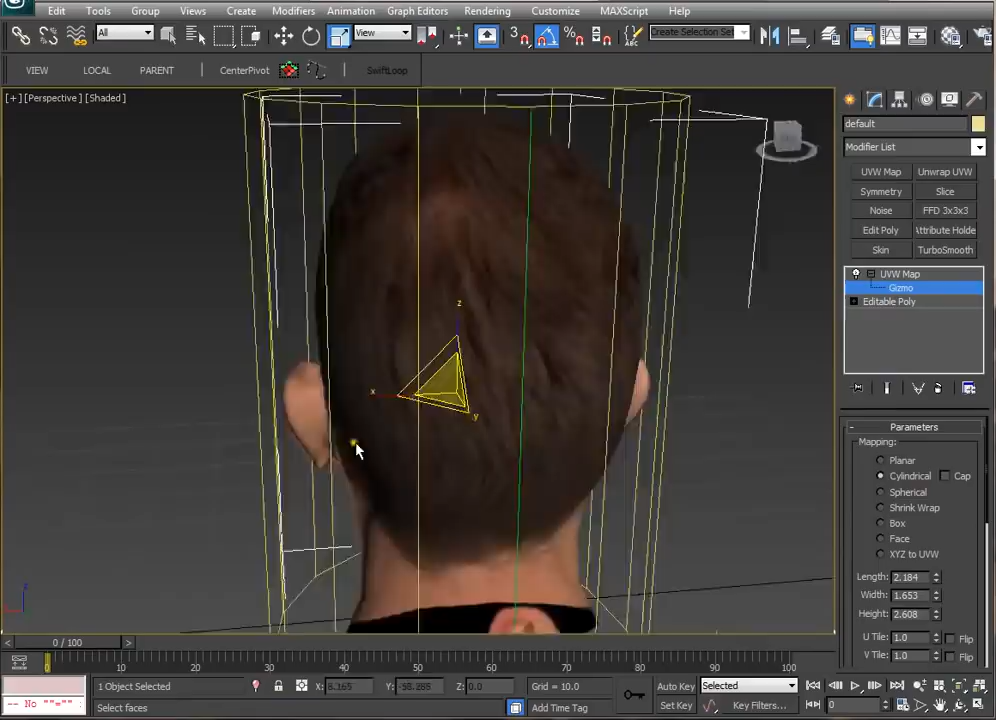 Edit Tools Group Views Create Modifiers Animation Graph Editors Rendering Customize MAXScript Help
All View 3 % Create Selection Set
VIEW LOCAL PARENT CenterPivot SwiftLoop
[+] [Perspective] [Shaded]
default
Modifier List
UVW Map Unwrap UVW
Symmetry Slice
Noise FFD 3x3x3
Edit Poly Attribute Holde
Skin TurboSmooth
UVW Map
Gizmo
Editable Poly
z
x
y
Parameters
Mapping:
Planar
Cylindrical Cap
Spherical
Shrink Wrap
Box
Face
XYZ to UVW
Length: 2.184
Width: 1.653
Height: 2.608
U Tile: 1.0 Flip
V Tile: 1.0 Flip
z
< 0 / 100 >
0 10 20 30 40 50 60 70 80 90 100
1 Object Selected X: 8.165 Y: Z: 0.0 Grid = 10.0 Auto Key Selected
-- No ""="" Select faces Add Time Tag Set Key Key Filters... 0